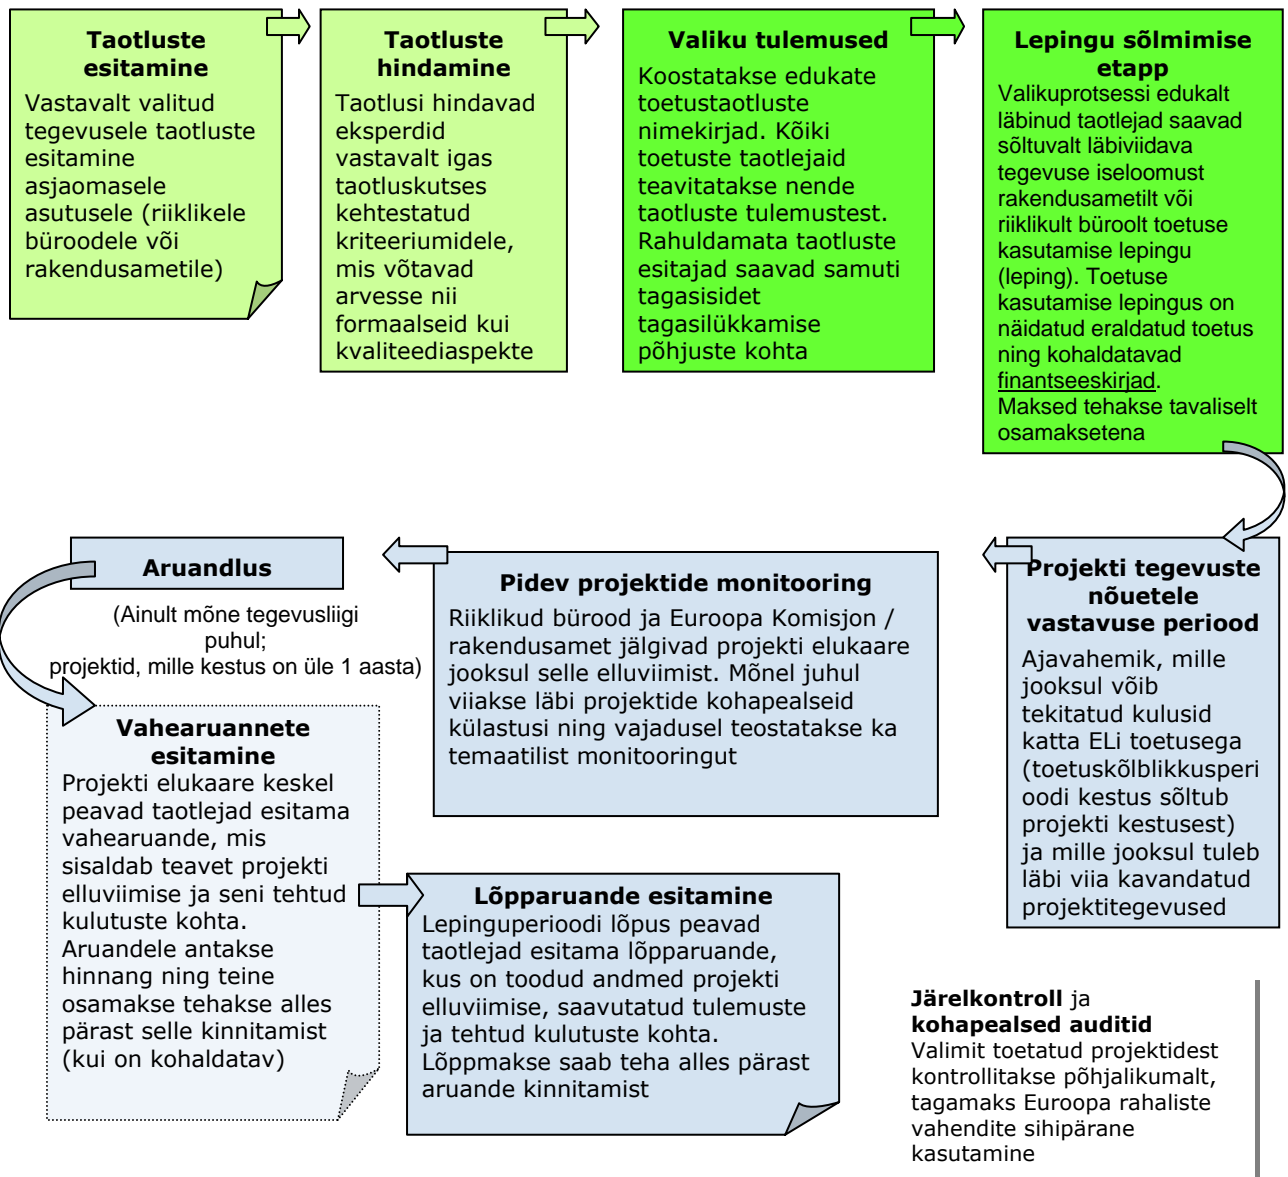 Taotluste
esitamine
Vastavalt valitud
tegevusele taotluste
esitamine
asjaomasele
asutusele (riiklikele
büroodele või
rakendusametile)
Taotluste
hindamine
Taotlusi hindavad
eksperdid
vastavalt igas
taotluskutses
kehtestatud
kriteeriumidele,
mis võtavad
arvesse nii
formaalseid kui
kvaliteediaspekte
Valiku tulemused
Koostatakse edukate
toetustaotluste
nimekirjad. Kõiki
toetuste taotlejaid
teavitatakse nende
taotluste tulemustest.
Rahuldamata taotluste
esitajad saavad samuti
tagasisidet
tagasilükkamise
põhjuste kohta
Lepingu sõlmimise
etapp
Valikuprotsessi edukalt
läbinud taotlejad saavad
sõltuvalt läbiviidava
tegevuse iseloomust
rakendusametilt või
riiklikult büroolt toetuse
kasutamise lepingu
(leping). Toetuse
kasutamise lepingus on
näidatud eraldatud toetus
ning kohaldatavad
finantseeskirjad.
Maksed tehakse tavaliselt
osamaksetena
Projekti tegevuste
nõuetele
vastavuse periood
Ajavahemik, mille
jooksul võib
tekitatud kulusid
katta ELi toetusega
(toetuskõlblikkusperi
oodi kestus sõltub
projekti kestusest)
ja mille jooksul tuleb
läbi viia kavandatud
projektitegevused
Pidev projektide monitooring
Riiklikud bürood ja Euroopa Komisjon /
rakendusamet jälgivad projekti elukaare
jooksul selle elluviimist. Mõnel juhul
viiakse läbi projektide kohapealseid
külastusi ning vajadusel teostatakse ka
temaatilist monitooringut
Aruandlus
(Ainult mõne tegevusliigi
puhul;
projektid, mille kestus on üle 1 aasta)
Vahearuannete
esitamine
Projekti elukaare keskel
peavad taotlejad esitama
vahearuande, mis
sisaldab teavet projekti
elluviimise ja seni tehtud
kulutuste kohta.
Aruandele antakse
hinnang ning teine
osamakse tehakse alles
pärast selle kinnitamist
(kui on kohaldatav)
Lõpparuande esitamine
Lepinguperioodi lõpus peavad
taotlejad esitama lõpparuande,
kus on toodud andmed projekti
elluviimise, saavutatud tulemuste
ja tehtud kulutuste kohta.
Lõppmakse saab teha alles pärast
aruande kinnitamist
Järelkontroll ja
kohapealsed auditid
Valimit toetatud projektidest
kontrollitakse põhjalikumalt,
tagamaks Euroopa rahaliste
vahendite sihipärane
kasutamine